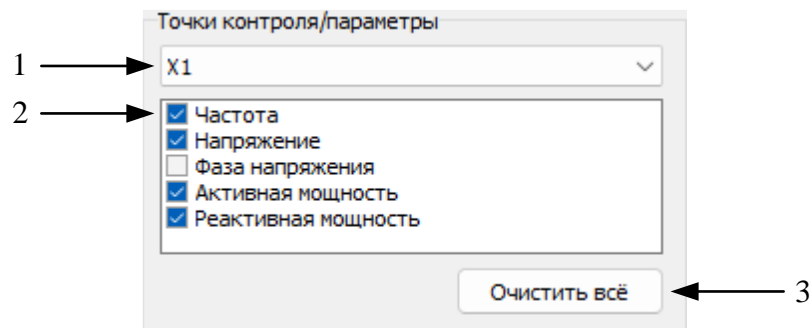 Точки контроля/параметры
1
X1
2
Частота
Напряжение
Фаза напряжения
Активная мощность
Реактивная мощность
Очистить всё
3